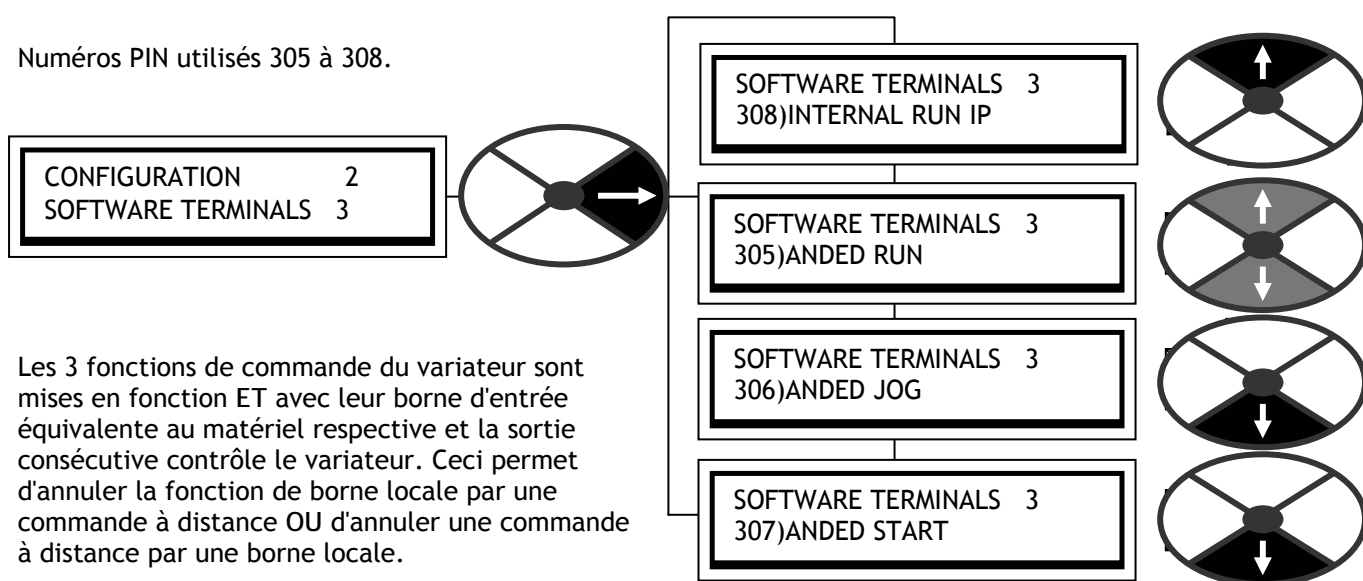 Numéros PIN utilisés 305 à 308.
CONFIGURATION 2
SOFTWARE TERMINALS 3
SOFTWARE TERMINALS 3
308)INTERNAL RUN IP
SOFTWARE TERMINALS 3
305)ANDED RUN
SOFTWARE TERMINALS 3
306)ANDED JOG
SOFTWARE TERMINALS 3
307)ANDED START
Les 3 fonctions de commande du variateur sont
mises en fonction ET avec leur borne d'entrée
équivalente au matériel respective et la sortie
consécutive contrôle le variateur. Ceci permet
d'annuler la fonction de borne locale par une
commande à distance OU d'annuler une commande
à distance par une borne locale.